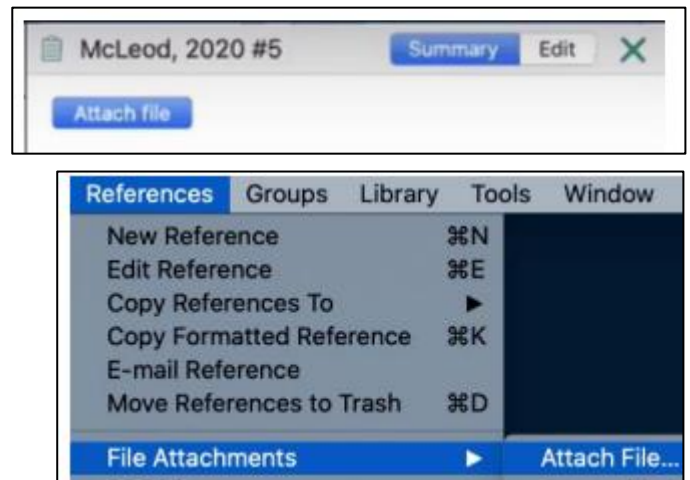 McLeod, 2020 #5 Summary Edit
Attach file
References Groups Library Tools Window
New Reference ⌘N
Edit Reference ⌘E
Copy References To ▶
Copy Formatted Reference ⌘K
E-mail Reference
Move References to Trash ⌘D
File Attachments ▶ Attach File...